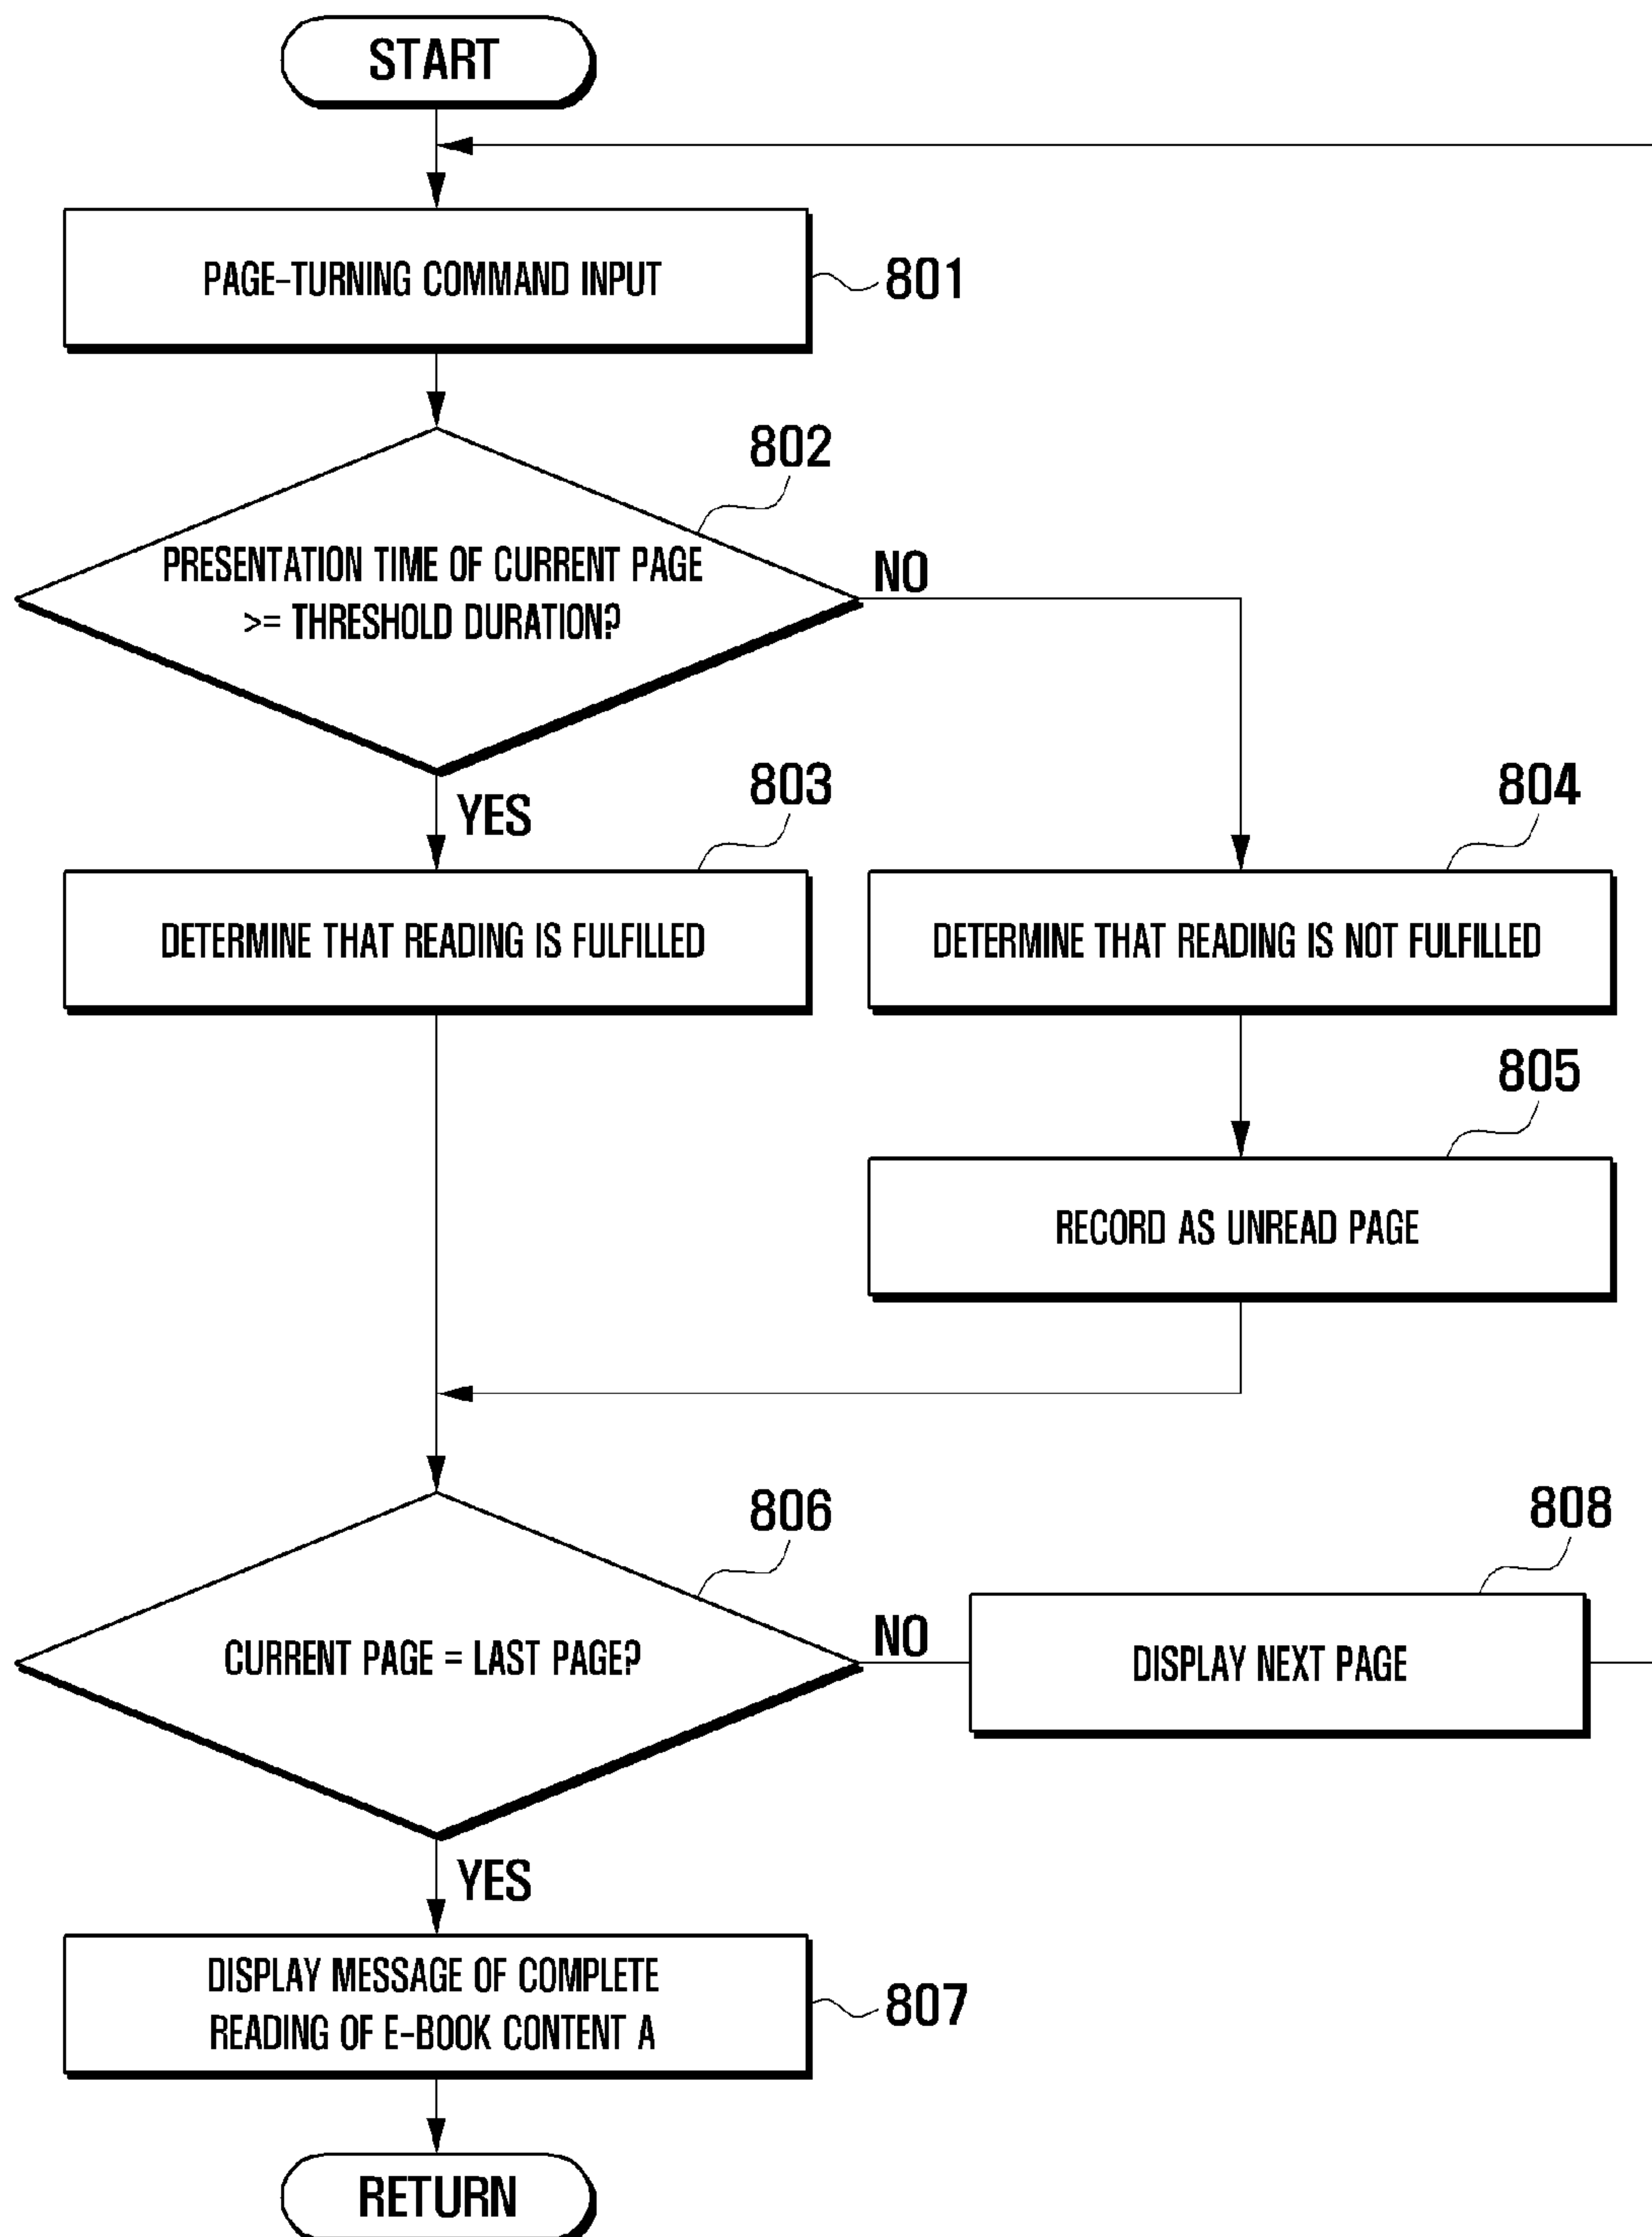 START
PAGE-TURNING COMMAND INPUT
801
802
PRESENTATION TIME OF CURRENT PAGE
>= THRESHOLD DURATION?
NO
YES
803
804
DETERMINE THAT READING IS FULFILLED
DETERMINE THAT READING IS NOT FULFILLED
805
RECORD AS UNREAD PAGE
806
808
CURRENT PAGE = LAST PAGE?
NO
DISPLAY NEXT PAGE
YES
DISPLAY MESSAGE OF COMPLETE
READING OF E-BOOK CONTENT A
807
RETURN